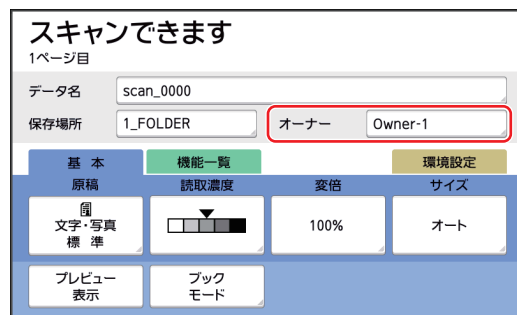 スキャンできます
1ページ目
データ名 scan_0000
保存場所 1_FOLDER オーナー Owner-1
基本 機能一覧 環境設定
原稿 読取濃度 変倍 サイズ
文字・写真
標準
100%
オート
プレビュー
表示
ブック
モード